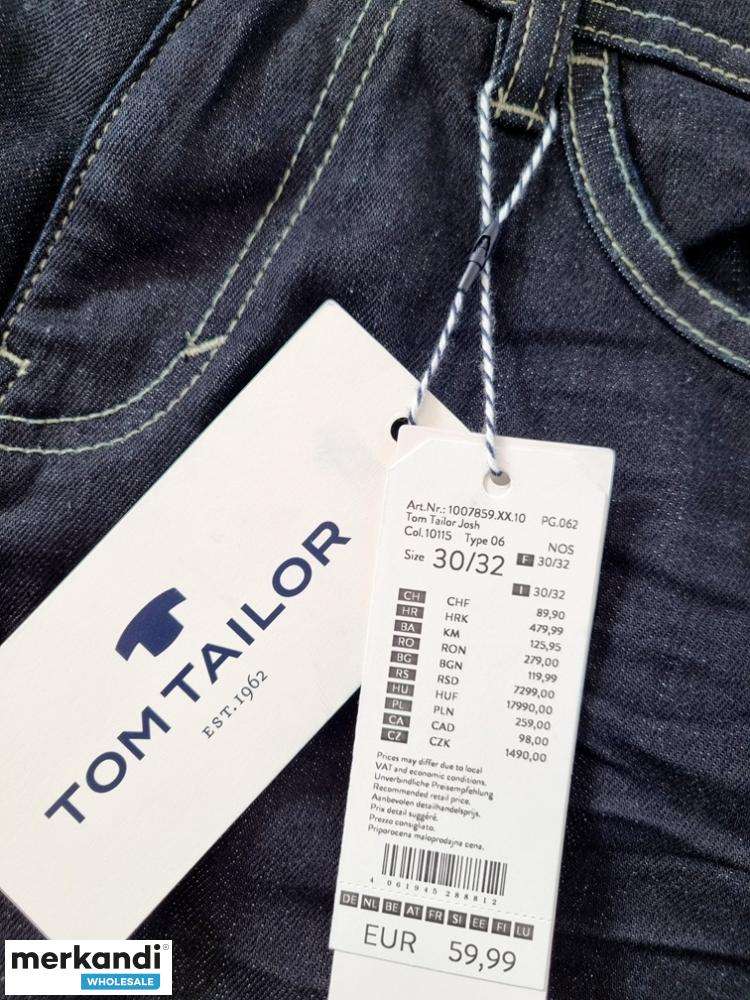 TOM TAILOR
EST.1962
Art.Nr.: 1007859.XX.10 PG.062
Tom Tailor Josh
Col.10115 Type 06 NOS
Size 30/32 F 30/32
I 30/32
CH CHF 89,90
HR HRK 479,99
BA KM 125,95
RO RON 279,00
BG BGN 119,99
RS RSD 7299,00
HU HUF 17990,00
PL PLN 259,00
CA CAD 98,00
CZ CZK 1490,00
Prices may differ due to local
VAT and economic conditions.
Unverbindliche Preisempfehlung
Recommended retail price.
Aanbevolen detailhandelsprijs.
Prix detail suggéré.
Prezzo consigliato.
Priporocena maloprodajna cena.
4 061945 288812
DE NL BE AT FR SI EE FI LU
EUR 59,99
merkandi®
WHOLESALE